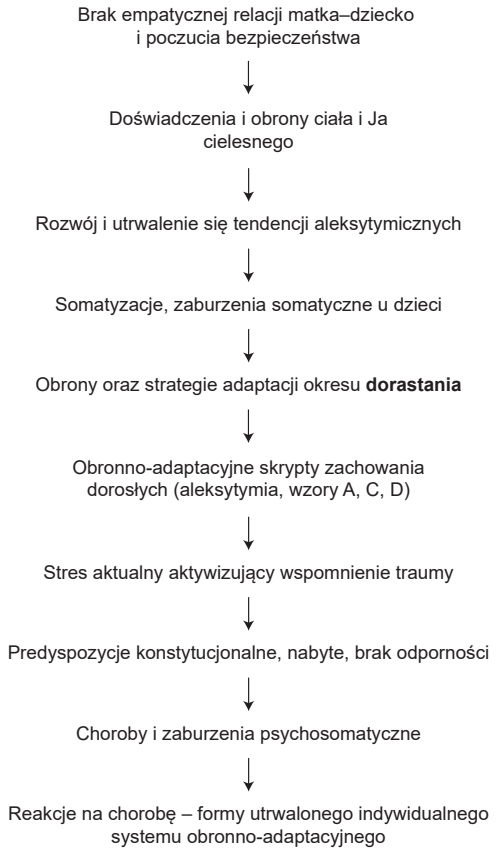 Brak empatycznej relacji matka–dziecko
i poczucia bezpieczeństwa
Doświadczenia i obrony ciała i Ja
cielesnego
Rozwój i utrwalenie się tendencji aleksytymicznych
Somatyzacje, zaburzenia somatyczne u dzieci
Obrony oraz strategie adaptacji okresu dorastania
Obronno-adaptacyjne skrypty zachowania
dorosłych (aleksytymia, wzory A, C, D)
Stres aktualny aktywizujący wspomnienie traumy
Predyspozycje konstytucjonalne, nabyte, brak odporności
Choroby i zaburzenia psychosomatyczne
Reakcje na chorobę – formy utrwalonego indywidualnego
systemu obronno-adaptacyjnego